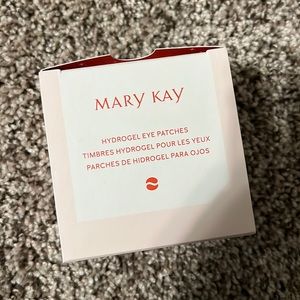 MARY KAY
HYDROGEL EYE PATCHES
TIMBRES HYDROGEL POUR LES YEUX
PARCHES DE HIDROGEL PARA OJOS